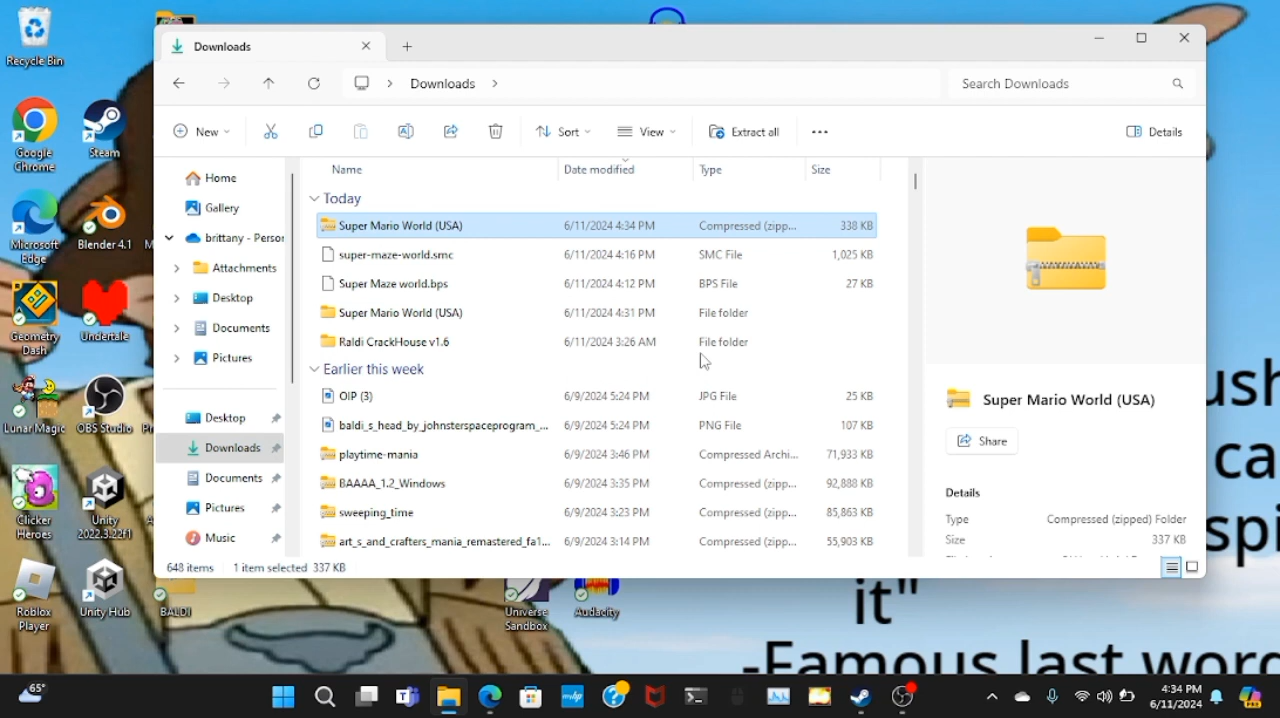 Downloads
Downloads
Search Downloads
New
Sort
View
Extract all
Details
Name
Date modified
Type
Size
Home
Gallery
brittany - Person
Attachments
Desktop
Documents
Pictures
Desktop
Downloads
Documents
Pictures
Music
Today
Super Mario World (USA) 6/11/2024 4:34 PM Compressed (zipp... 338 KB
super-maze-world.smc 6/11/2024 4:16 PM SMC File 1,025 KB
Super Maze world.bps 6/11/2024 4:12 PM BPS File 27 KB
Super Mario World (USA) 6/11/2024 4:31 PM File folder
Raldi CrackHouse v1.6 6/11/2024 3:26 AM File folder
Earlier this week
OIP (3) 6/9/2024 5:24 PM JPG File 25 KB
baldi_s_head_by_johnsterspaceprogram_... 6/9/2024 5:24 PM PNG File 107 KB
playtime-mania 6/9/2024 3:46 PM Compressed Archi... 71,933 KB
BAAAA_1.2_Windows 6/9/2024 3:35 PM Compressed (zipp... 92,888 KB
sweeping_time 6/9/2024 3:23 PM Compressed (zipp... 85,863 KB
art_s_and_crafters_mania_remastered_fa1... 6/9/2024 3:14 PM Compressed (zipp... 55,903 KB
Super Mario World (USA)
Share
Details
Type Compressed (zipped) Folder
Size 337 KB
648 items 1 item selected 337 KB
Recycle Bin
Google Chrome
Steam
Microsoft Edge
Blender 4.1
Geometry Dash
Undertale
Lunar Magic
OBS Studio
Clicker Heroes
Unity 2022.3.22f1
Roblox Player
Unity Hub
BALDI
Universe Sandbox
Audacity
ush
ca
spi
it"
-Famous last word
65°
4:34 PM
6/11/2024